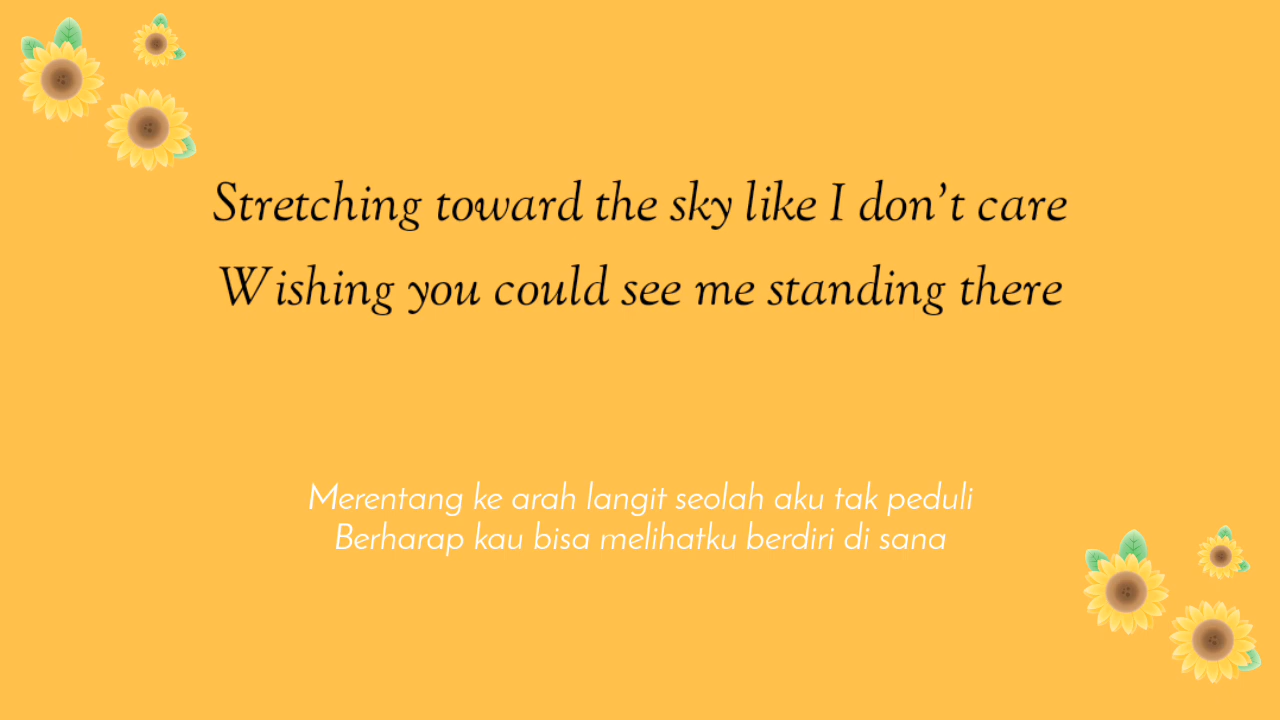 Stretching toward the sky like I don’t care
Wishing you could see me standing there
Merentang ke arah langit seolah aku tak peduli
Berharap kau bisa melihatku berdiri di sana